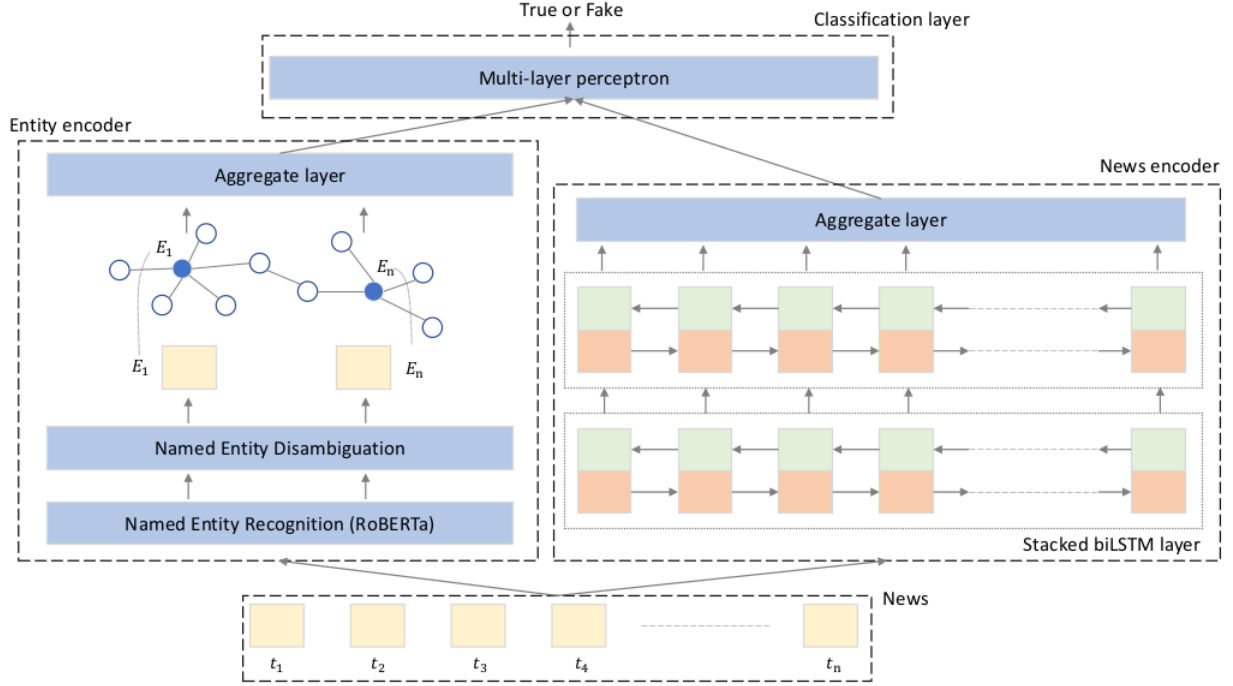 True or Fake
Classification layer
Multi-layer perceptron
Entity encoder
Aggregate layer
E₁
Eₙ
E₁
Eₙ
Named Entity Disambiguation
Named Entity Recognition (RoBERTa)
News encoder
Aggregate layer
Stacked biLSTM layer
News
t₁ t₂ t₃ t₄ tₙ